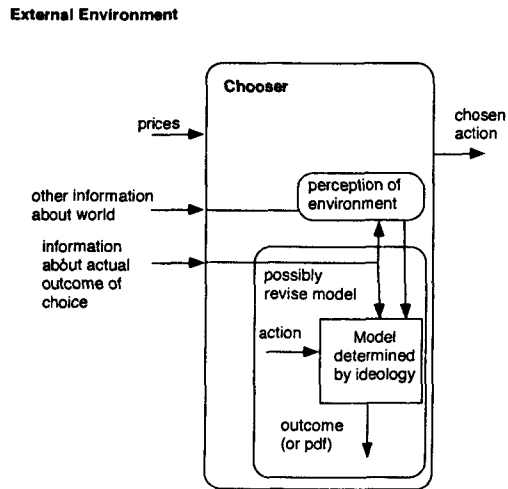 External Environment
Chooser
prices
chosen
action
other information
about world
perception of
environment
information
about actual
outcome of
choice
possibly
revise model
action
Model
determined
by ideology
outcome
(or pdf)